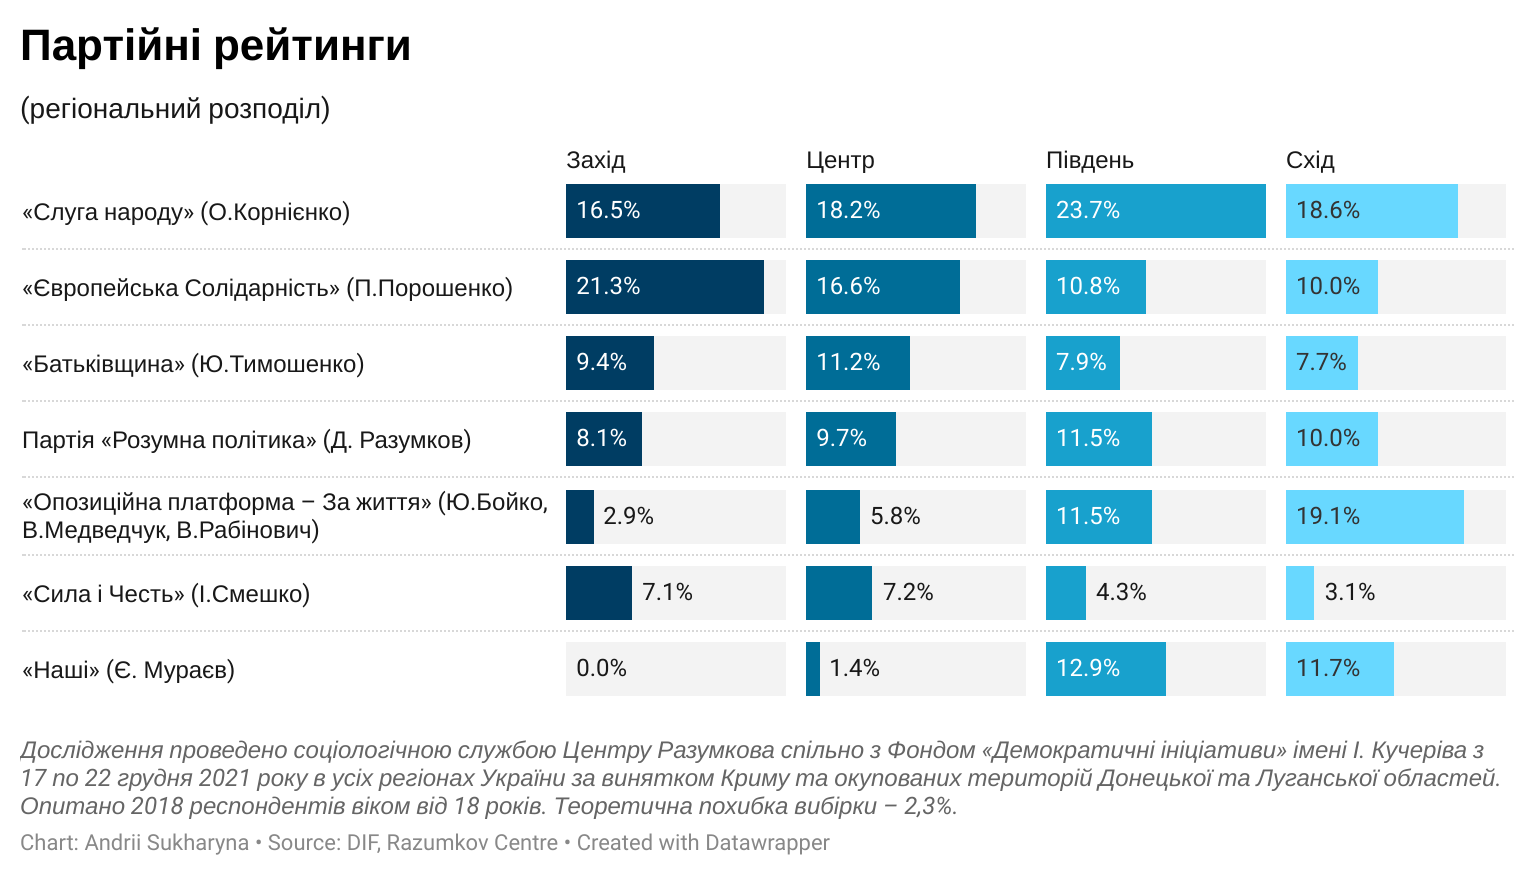 Партійні рейтинги
(регіональний розподіл)
Захід Центр Південь Схід
«Слуга народу» (О.Корнієнко) 16.5% 18.2% 23.7% 18.6%
«Європейська Солідарність» (П.Порошенко) 21.3% 16.6% 10.8% 10.0%
«Батьківщина» (Ю.Тимошенко) 9.4% 11.2% 7.9% 7.7%
Партія «Розумна політика» (Д. Разумков) 8.1% 9.7% 11.5% 10.0%
«Опозиційна платформа – За життя» (Ю.Бойко,
В.Медведчук, В.Рабінович) 2.9% 5.8% 11.5% 19.1%
«Сила і Честь» (І.Смешко) 7.1% 7.2% 4.3% 3.1%
«Наші» (Є. Мураєв) 0.0% 1.4% 12.9% 11.7%
Дослідження проведено соціологічною службою Центру Разумкова спільно з Фондом «Демократичні ініціативи» імені І. Кучеріва з
17 по 22 грудня 2021 року в усіх регіонах України за винятком Криму та окупованих територій Донецької та Луганської областей.
Опитано 2018 респондентів віком від 18 років. Теоретична похибка вибірки – 2,3%.
Chart: Andrii Sukharyna • Source: DIF, Razumkov Centre • Created with Datawrapper